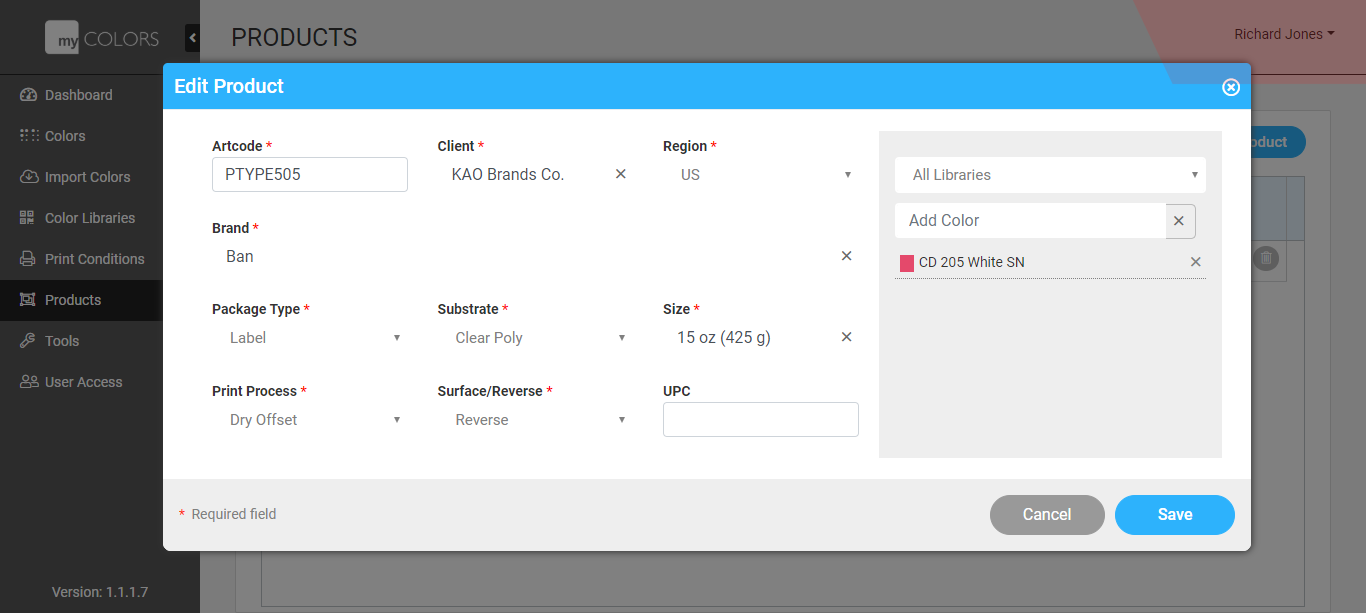 my COLORS
PRODUCTS
Richard Jones
Dashboard
Colors
Import Colors
Color Libraries
Print Conditions
Products
Tools
User Access
Version: 1.1.1.7
Edit Product
Artcode *
PTYPE505
Client *
KAO Brands Co.
Region *
US
Brand *
Ban
Package Type *
Label
Substrate *
Clear Poly
Size *
15 oz (425 g)
Print Process *
Dry Offset
Surface/Reverse *
Reverse
UPC
All Libraries
Add Color
CD 205 White SN
* Required field
Cancel
Save